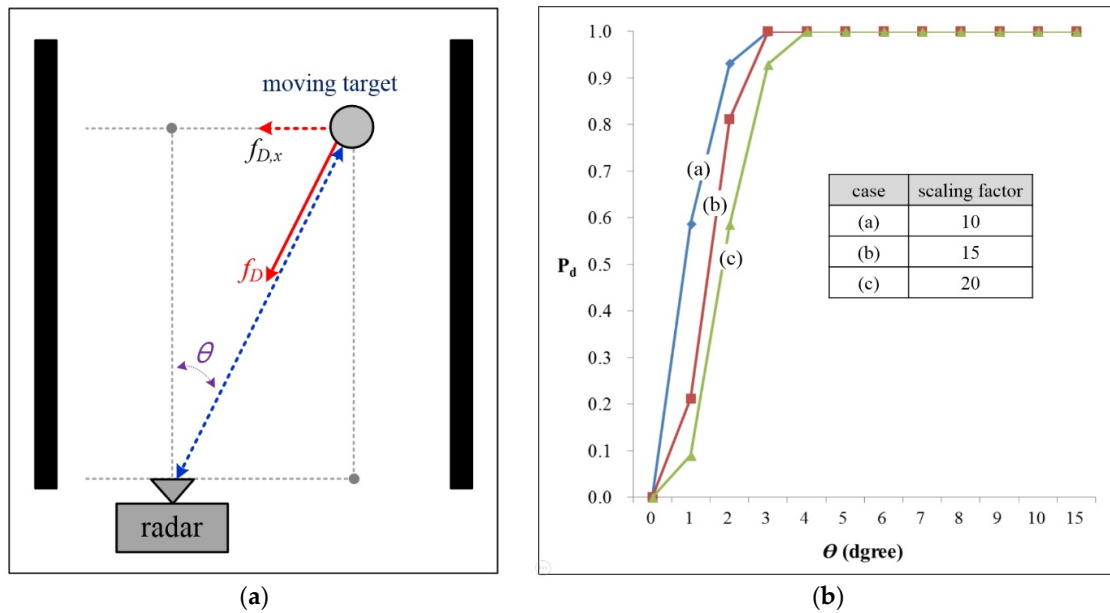 moving target
f_D,x
f_D
θ
radar
(a)
1.0
0.9
0.8
0.7
0.6
0.5
0.4
0.3
0.2
0.1
0.0
P_d
(a)
(b)
(c)
case scaling factor
(a) 10
(b) 15
(c) 20
0 1 2 3 4 5 6 7 8 9 10 15
ϴ (dgree)
(b)